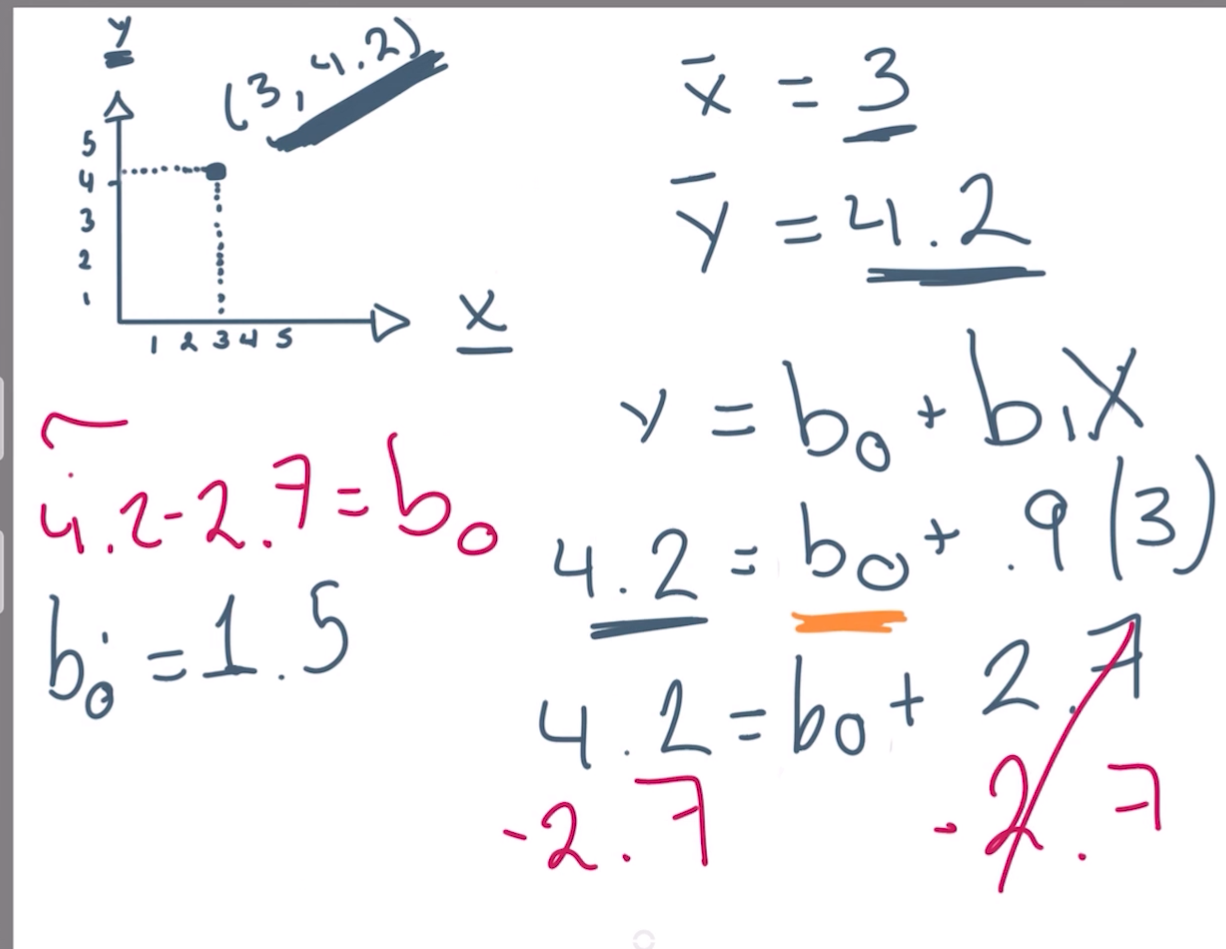 y
(3, 4.2)
5
4
3
2
1
1 2 3 4 5
x
x̄ = 3
ȳ = 4.2
y = b₀ + b₁x
4.2 = b₀ + .9(3)
4.2 = b₀ + 2.7
-2.7 -2.7
4.2-2.7=b₀
b₀ = 1.5